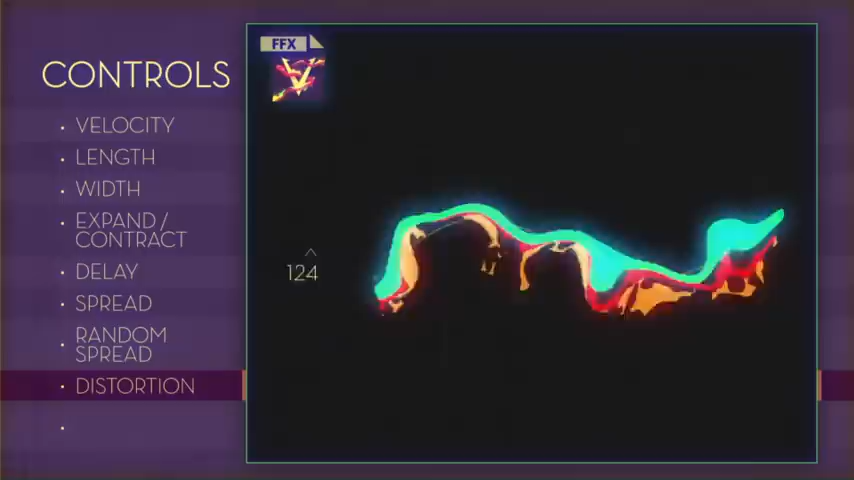 FFX
CONTROLS
• VELOCITY
• LENGTH
• WIDTH
• EXPAND/
CONTRACT
• DELAY
• SPREAD
• RANDOM
SPREAD
• DISTORTION
•
124